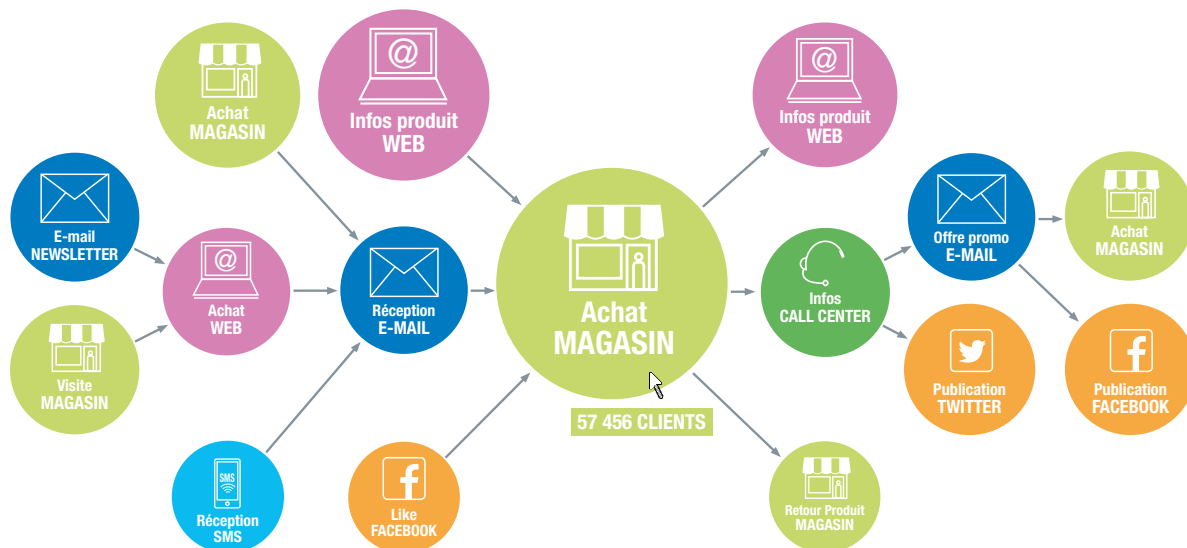 Achat
MAGASIN
@
Infos produit
WEB
@
Infos produit
WEB
E-mail
NEWSLETTER
@
Achat
WEB
Réception
E-MAIL
Achat
MAGASIN
57 456 CLIENTS
Infos
CALL CENTER
Offre promo
E-MAIL
Achat
MAGASIN
Visite
MAGASIN
Publication
TWITTER
Publication
FACEBOOK
SMS
Réception
SMS
Like
FACEBOOK
Retour Produit
MAGASIN